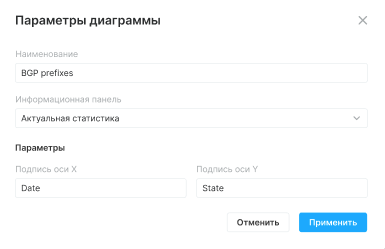 Параметры диаграммы
Наименование
BGP prefixes
Информационная панель
Актуальная статистика
Параметры
Подпись оси X Подпись оси Y
Date State
Отменить Применить